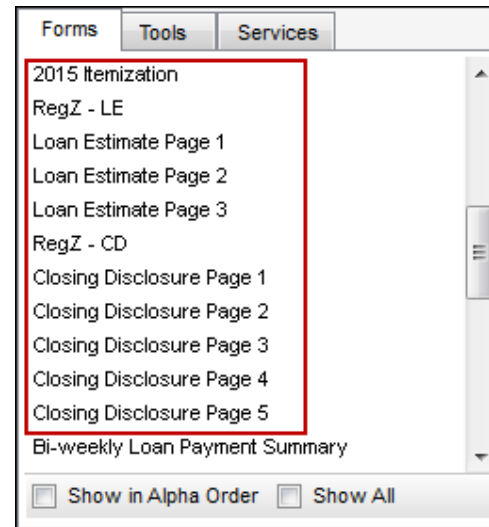 Forms Tools Services
2015 Itemization
RegZ - LE
Loan Estimate Page 1
Loan Estimate Page 2
Loan Estimate Page 3
RegZ - CD
Closing Disclosure Page 1
Closing Disclosure Page 2
Closing Disclosure Page 3
Closing Disclosure Page 4
Closing Disclosure Page 5
Bi-weekly Loan Payment Summary
Show in Alpha Order Show All